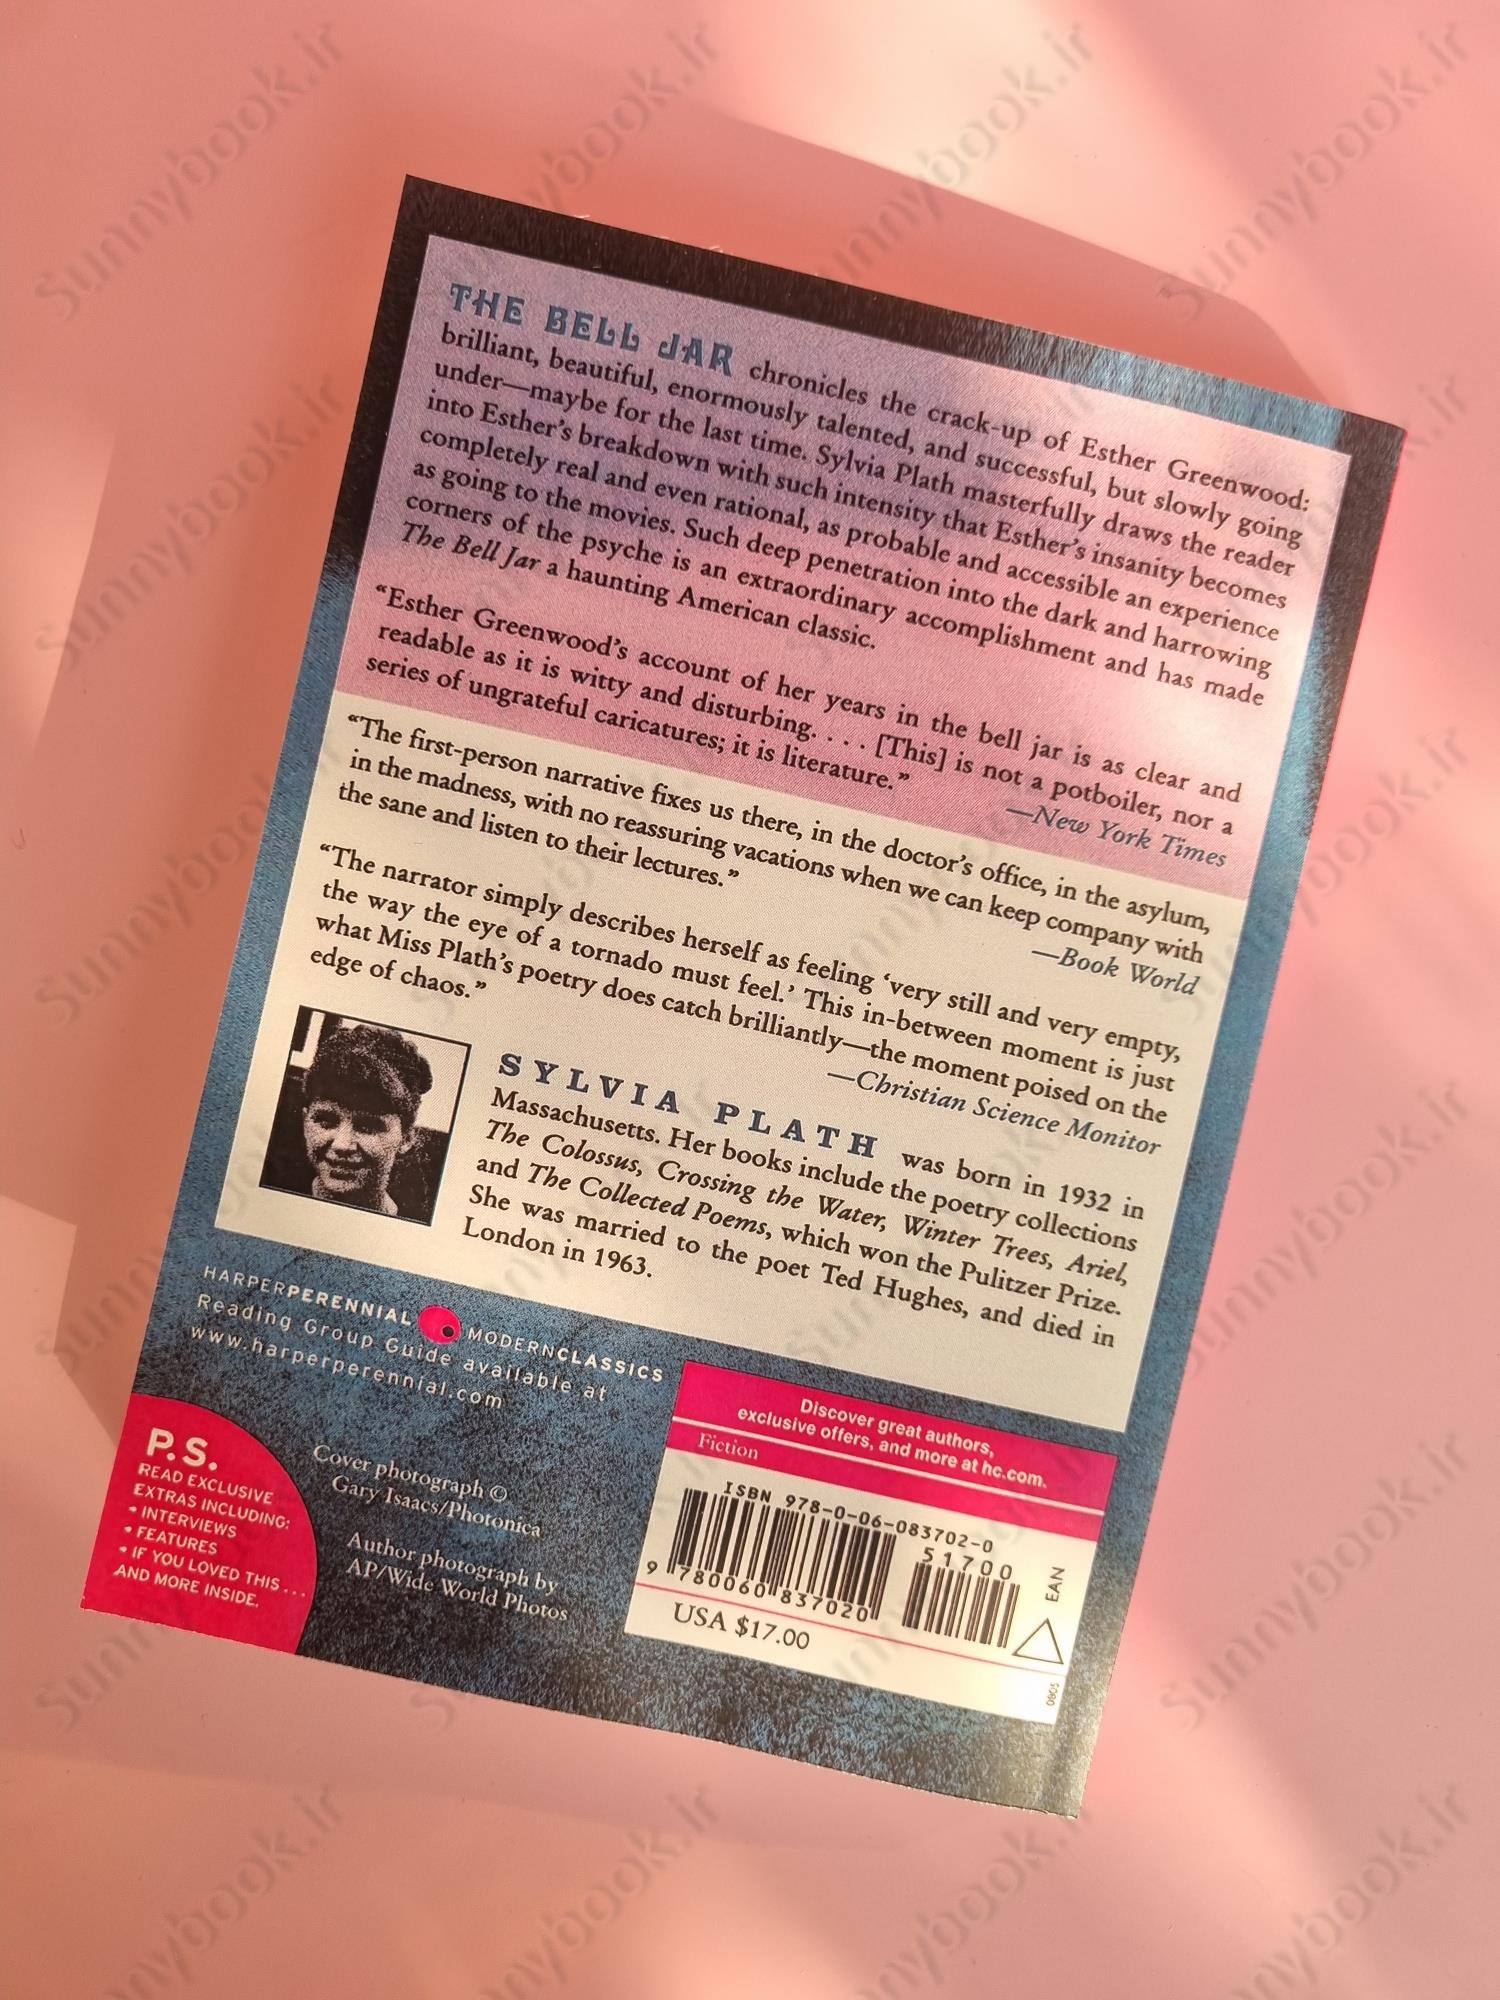 THE BELL JAR chronicles the crack-up of Esther Greenwood:
brilliant, beautiful, enormously talented, and successful, but slowly going
under—maybe for the last time. Sylvia Plath masterfully draws the reader
into Esther's breakdown with such intensity that Esther's insanity becomes
completely real and even rational, as probable and accessible an experience
as going to the movies. Such deep penetration into the dark and harrowing
corners of the psyche is an extraordinary accomplishment and has made
The Bell Jar a haunting American classic.
“Esther Greenwood's account of her years in the bell jar is as clear and
readable as it is witty and disturbing. . . . [This] is not a potboiler, nor a
series of ungrateful caricatures; it is literature.”
—New York Times
“The first-person narrative fixes us there, in the doctor's office, in the asylum,
in the madness, with no reassuring vacations when we can keep company with
the sane and listen to their lectures.”
—Book World
“The narrator simply describes herself as feeling ‘very still and very empty,
the way the eye of a tornado must feel.’ This in-between moment is just
what Miss Plath's poetry does catch brilliantly—the moment poised on the
edge of chaos.”
—Christian Science Monitor
SYLVIA PLATH was born in 1932 in
Massachusetts. Her books include the poetry collections
The Colossus, Crossing the Water, Winter Trees, Ariel,
and The Collected Poems, which won the Pulitzer Prize.
She was married to the poet Ted Hughes, and died in
London in 1963.
HARPERPERENNIAL MODERNCLASSICS
Reading Group Guide available at
www.harperperennial.com
P.S.
READ EXCLUSIVE
EXTRAS INCLUDING:
• INTERVIEWS
• FEATURES
• IF YOU LOVED THIS . . .
AND MORE INSIDE.
Cover photograph ©
Gary Isaacs/Photonica
Author photograph by
AP/Wide World Photos
Discover great authors,
exclusive offers, and more at hc.com.
Fiction
ISBN 978-0-06-083702-0
51700
9 780060 837020
EAN
USA $17.00
0805
sunnybook.ir